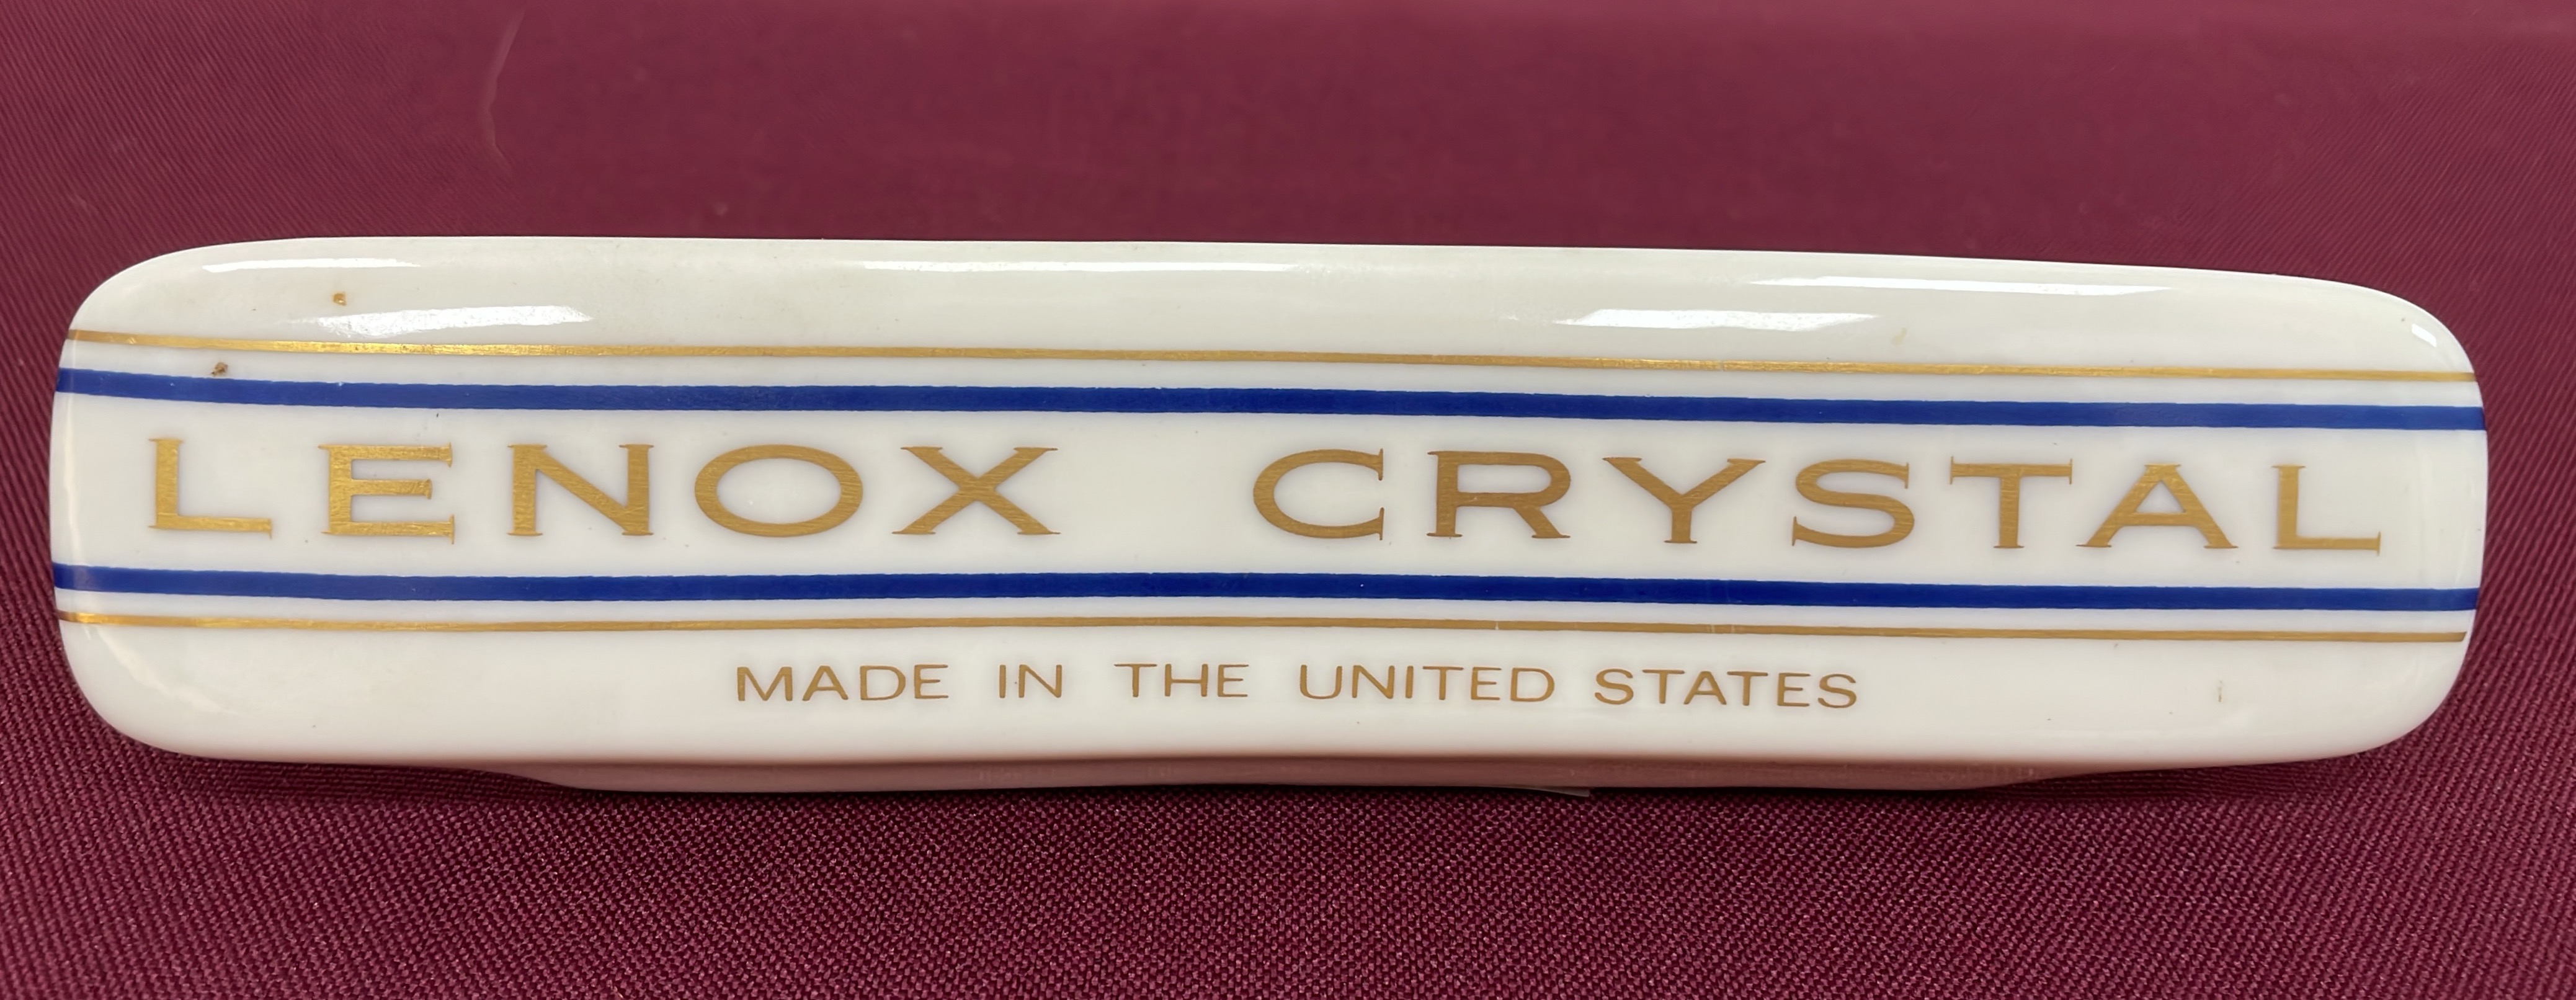 LENOX CRYSTAL
MADE IN THE UNITED STATES